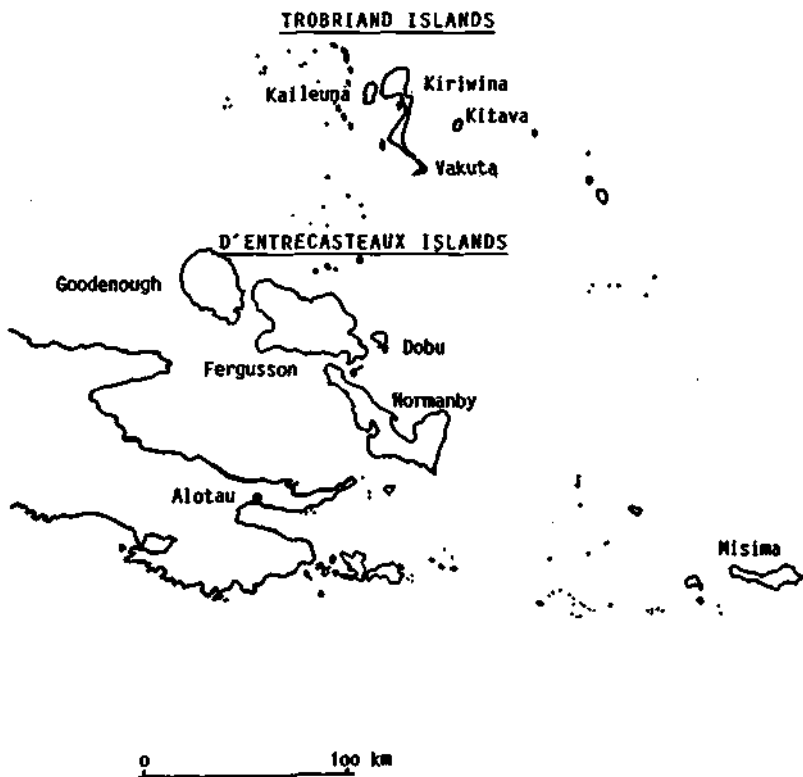 TROBRIAND ISLANDS
Kaileuna
Kiriwina
Kitava
Vakuta
D'ENTRECASTEAUX ISLANDS
Goodenough
Dobu
Fergusson
Normanby
Alotau
Misima
0 100 km